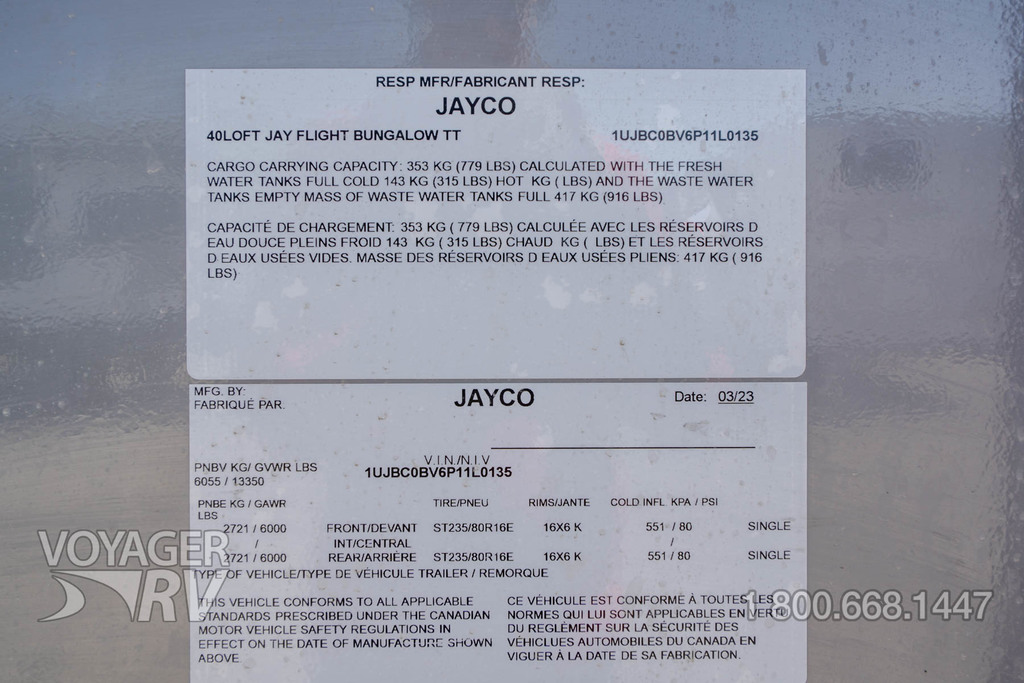 RESP MFR/FABRICANT RESP:
JAYCO
40LOFT JAY FLIGHT BUNGALOW TT 1UJBC0BV6P11L0135
CARGO CARRYING CAPACITY: 353 KG (779 LBS) CALCULATED WITH THE FRESH
WATER TANKS FULL COLD 143 KG (315 LBS) HOT KG ( LBS) AND THE WASTE WATER
TANKS EMPTY MASS OF WASTE WATER TANKS FULL 417 KG (916 LBS)
CAPACITÉ DE CHARGEMENT: 353 KG ( 779 LBS) CALCULÉE AVEC LES RÉSERVOIRS D
EAU DOUCE PLEINS FROID 143 KG ( 315 LBS) CHAUD KG ( LBS) ET LES RÉSERVOIRS
D EAUX USÉES VIDES. MASSE DES RÉSERVOIRS D EAUX USÉES PLIENS: 417 KG ( 916
LBS)
MFG. BY: JAYCO Date: 03/23
FABRIQUÉ PAR.
V.I.N./N.I.V
PNBV KG/ GVWR LBS 1UJBC0BV6P11L0135
6055 / 13350
PNBE KG / GAWR TIRE/PNEU RIMS/JANTE COLD INFL. KPA / PSI
LBS
2721 / 6000 FRONT/DEVANT ST235/80R16E 16X6 K 551 / 80 SINGLE
/ INT/CENTRAL /
2721 / 6000 REAR/ARRIÈRE ST235/80R16E 16X6 K 551 / 80 SINGLE
TYPE OF VEHICLE/TYPE DE VÉHICULE TRAILER / REMORQUE
THIS VEHICLE CONFORMS TO ALL APPLICABLE
STANDARDS PRESCRIBED UNDER THE CANADIAN
MOTOR VEHICLE SAFETY REGULATIONS IN
EFFECT ON THE DATE OF MANUFACTURE SHOWN
ABOVE.
CE VÉHICULE EST CONFORME À TOUTES LES
NORMES QUI LUI SONT APPLICABLES EN VERTU
DU REGLÉMENT SUR LA SÉCURITÉ DES
VÉHICLUES AUTOMOBILES DU CANADA EN
VIGUER À LA DATE DE SA FABRICATION.
VOYAGER
RV
1.800.668.1447